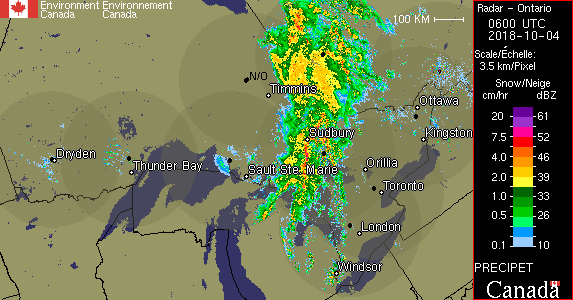 Environment Environnement
Canada Canada
100 KM
Radar - Ontario
0600 UTC
2018-10-04
Scale/Échelle:
3.5 km/Pixel
Snow/Neige
cm/hr dBZ
20 61
7.5 52
4.0 46
2.0 39
1.0 33
0.5 26
0.1 10
N/O
Timmins
Ottawa
Sudbury
Kingston
Dryden
Thunder Bay
Sault Ste. Marie
Orillia
Toronto
London
Windsor
PRECIPET
Canada